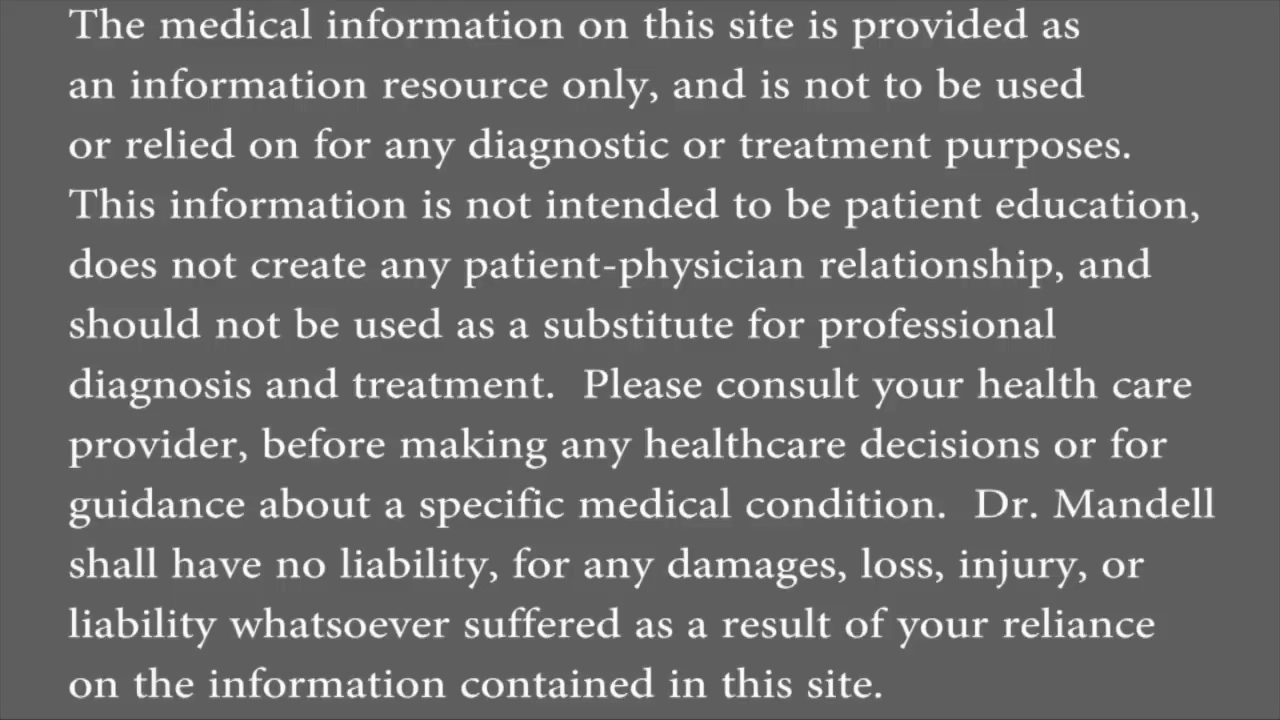 The medical information on this site is provided as
an information resource only, and is not to be used
or relied on for any diagnostic or treatment purposes.
This information is not intended to be patient education,
does not create any patient-physician relationship, and
should not be used as a substitute for professional
diagnosis and treatment.  Please consult your health care
provider, before making any healthcare decisions or for
guidance about a specific medical condition.  Dr. Mandell
shall have no liability, for any damages, loss, injury, or
liability whatsoever suffered as a result of your reliance
on the information contained in this site.